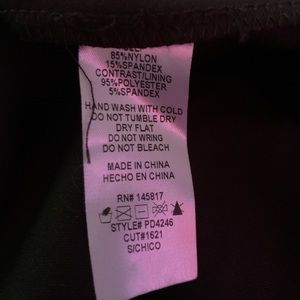 85%NYLON
15%SPANDEX
CONTRAST/LINING
95%POLYESTER
5%SPANDEX
HAND WASH WITH COLD
DO NOT TUMBLE DRY
DRY FLAT
DO NOT WRING
DO NOT BLEACH
MADE IN CHINA
HECHO EN CHINA
RN# 145817
STYLE# PD4246
CUT#1621
S/CHICO